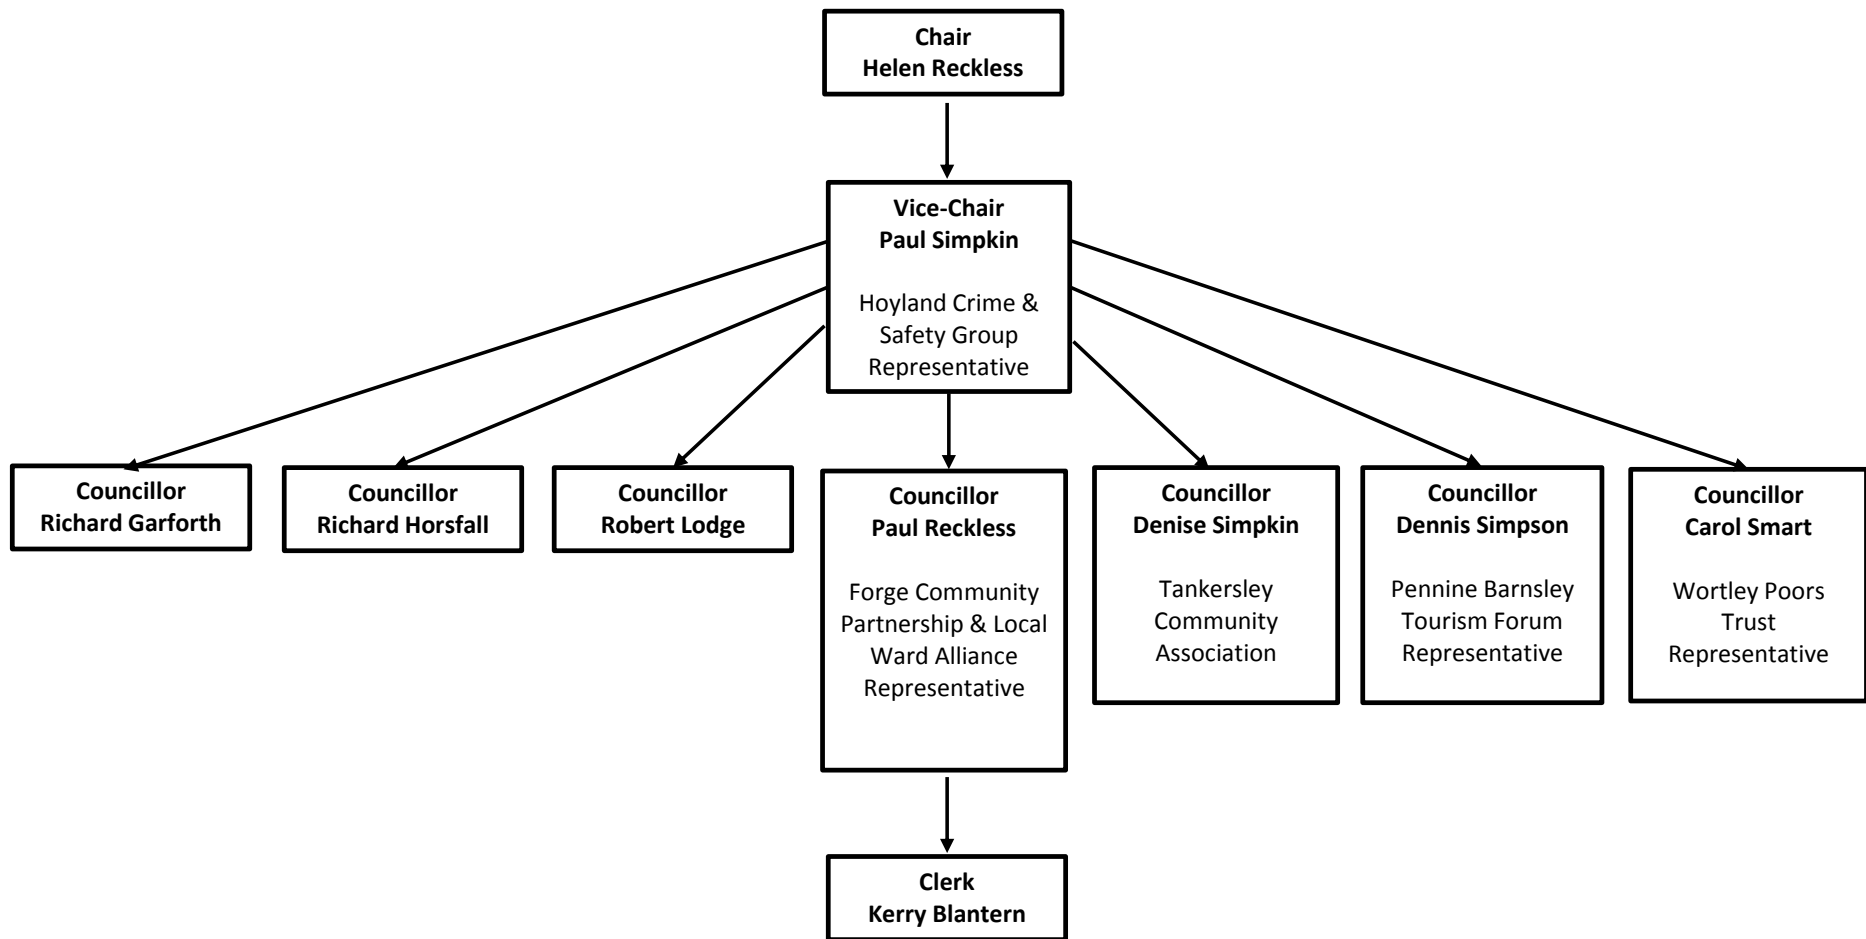 Chair
Helen Reckless
Vice-Chair
Paul Simpkin
Hoyland Crime &
Safety Group
Representative
Councillor
Richard Garforth
Councillor
Richard Horsfall
Councillor
Robert Lodge
Councillor
Paul Reckless
Forge Community
Partnership & Local
Ward Alliance
Representative
Councillor
Denise Simpkin
Tankersley
Community
Association
Councillor
Dennis Simpson
Pennine Barnsley
Tourism Forum
Representative
Councillor
Carol Smart
Wortley Poors
Trust
Representative
Clerk
Kerry Blantern